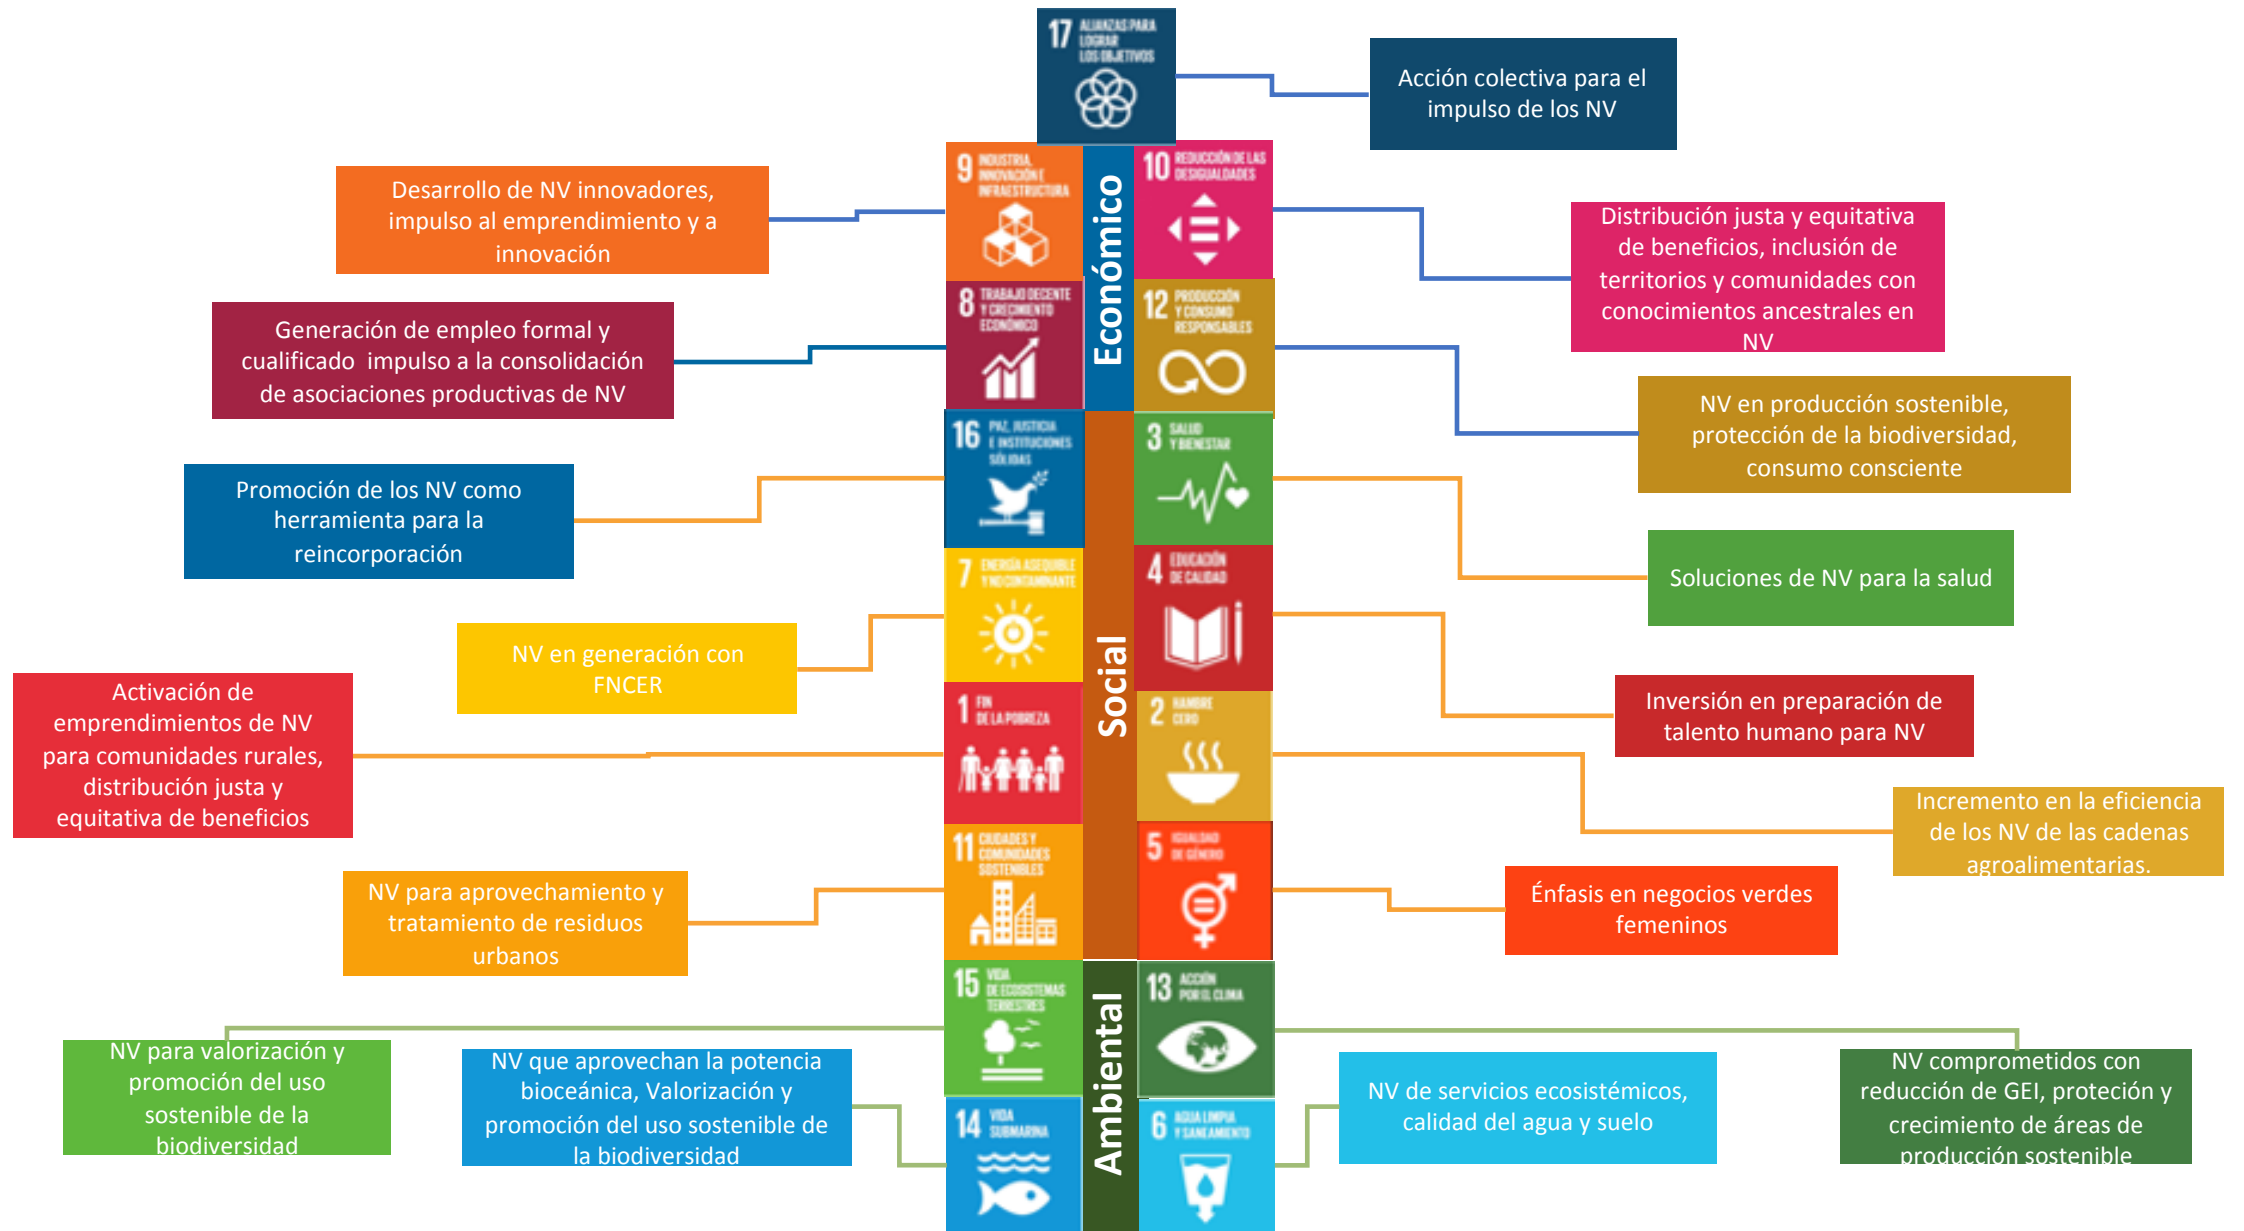 17 ALIANZAS PARA
LOGRAR
LOS OBJETIVOS
Acción colectiva para el
impulso de los NV
9 INDUSTRIA,
INNOVACIÓN E
INFRAESTRUCTURA
10 REDUCCIÓN DE LAS
DESIGUALDADES
Desarrollo de NV innovadores,
impulso al emprendimiento y a
innovación
Económico
Distribución justa y equitativa
de beneficios, inclusión de
territorios y comunidades con
conocimientos ancestrales en
NV
8 TRABAJO DECENTE
Y CRECIMIENTO
ECONÓMICO
12 PRODUCCIÓN
Y CONSUMO
RESPONSABLES
Generación de empleo formal y
cualificado  impulso a la consolidación
de asociaciones productivas de NV
NV en producción sostenible,
protección de la biodiversidad,
consumo consciente
16 PAZ, JUSTICIA
E INSTITUCIONES
SÓLIDAS
3 SALUD
Y BIENESTAR
Promoción de los NV como
herramienta para la
reincorporación
Soluciones de NV para la salud
7 ENERGÍA ASEQUIBLE
Y NO CONTAMINANTE
4 EDUCACIÓN
DE CALIDAD
NV en generación con
FNCER
Social
Inversión en preparación de
talento humano para NV
1 FIN
DE LA POBREZA
2 HAMBRE
CERO
Activación de
emprendimientos de NV
para comunidades rurales,
distribución justa y
equitativa de beneficios
Incremento en la eficiencia
de los NV de las cadenas
agroalimentarias.
11 CIUDADES Y
COMUNIDADES
SOSTENIBLES
5 IGUALDAD
DE GÉNERO
NV para aprovechamiento y
tratamiento de residuos
urbanos
Énfasis en negocios verdes
femeninos
15 VIDA
DE ECOSISTEMAS
TERRESTRES
13 ACCIÓN
POR EL CLIMA
Ambiental
NV para valorización y
promoción del uso
sostenible de la
biodiversidad
NV que aprovechan la potencia
bioceánica, Valorización y
promoción del uso sostenible de
la biodiversidad
14 VIDA
SUBMARINA
6 AGUA LIMPIA
Y SANEAMIENTO
NV de servicios ecosistémicos,
calidad del agua y suelo
NV comprometidos con
reducción de GEI, proteción y
crecimiento de áreas de
producción sostenible